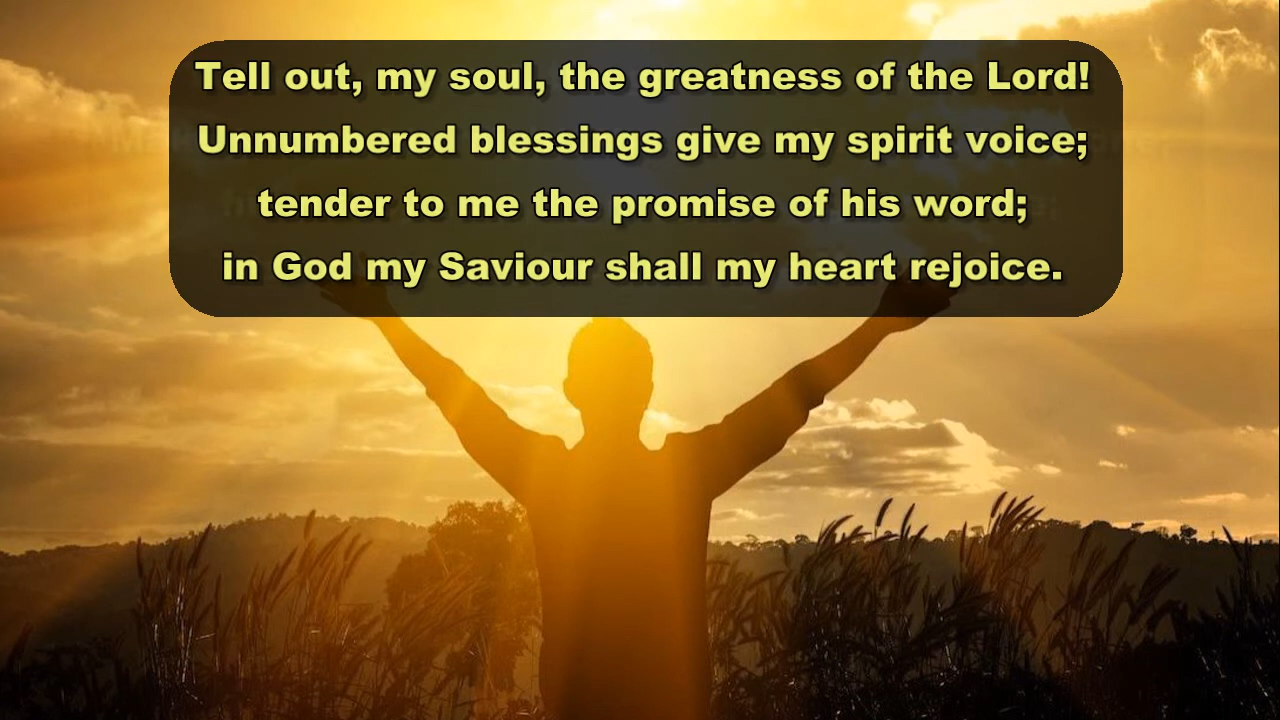 Tell out, my soul, the greatness of the Lord!
Unnumbered blessings give my spirit voice;
tender to me the promise of his word;
in God my Saviour shall my heart rejoice.